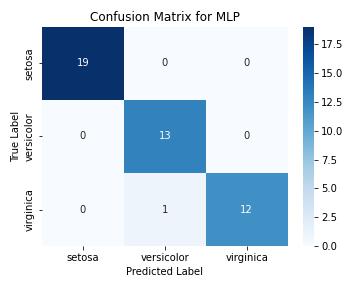 Confusion Matrix for MLP
True Label
setosa
19 0 0
versicolor
0 13 0
virginica
0 1 12
setosa versicolor virginica
Predicted Label
17.5
15.0
12.5
10.0
7.5
5.0
2.5
0.0